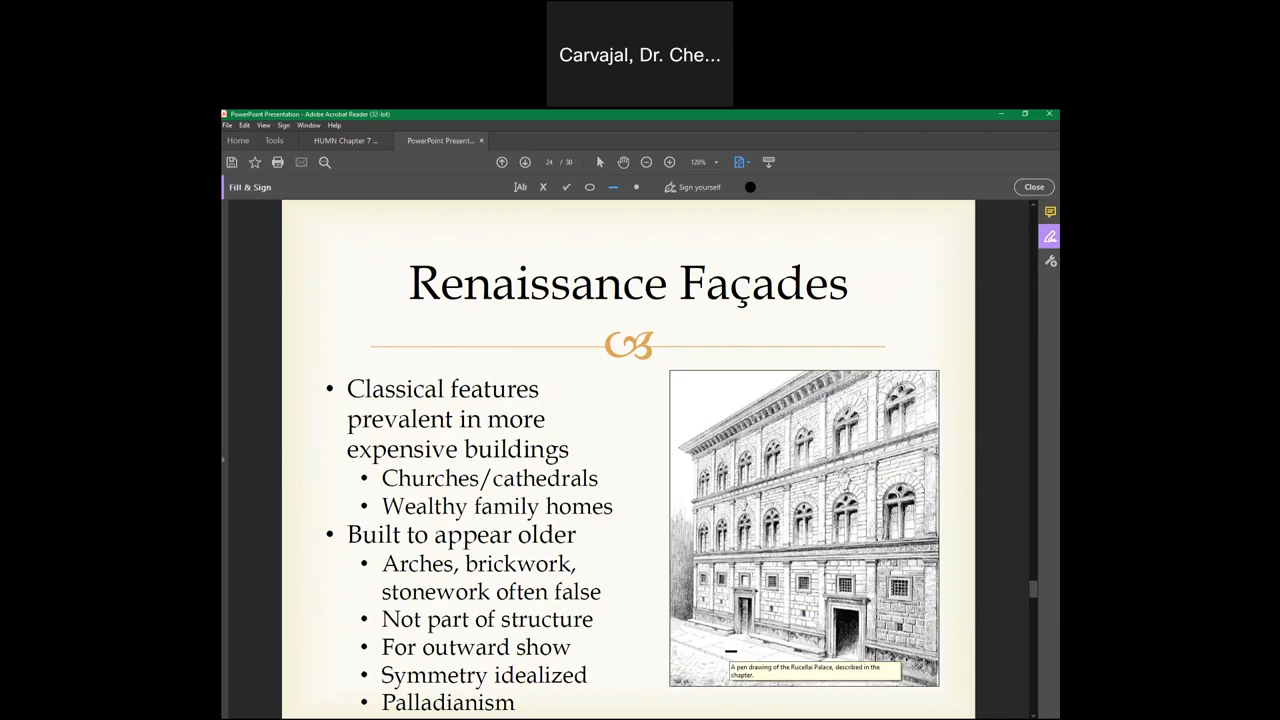 Carvajal, Dr. Che...
PowerPoint Presentation - Adobe Acrobat Reader (32-bit)
File Edit View Sign Window Help
Home Tools HUMN Chapter 7 ... PowerPoint Present... ×
24 / 30 120%
Fill & Sign Ab Sign yourself Close
Renaissance Façades
• Classical features
prevalent in more
expensive buildings
• Churches/cathedrals
• Wealthy family homes
• Built to appear older
• Arches, brickwork,
stonework often false
• Not part of structure
• For outward show
• Symmetry idealized
• Palladianism
A pen drawing of the Rucellai Palace, described in the
chapter.